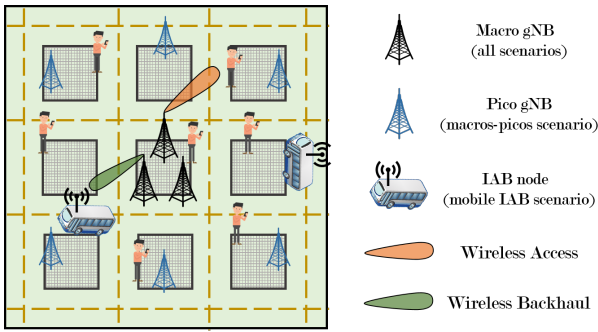 Macro gNB
(all scenarios)
Pico gNB
(macros-picos scenario)
IAB node
(mobile IAB scenario)
Wireless Access
Wireless Backhaul